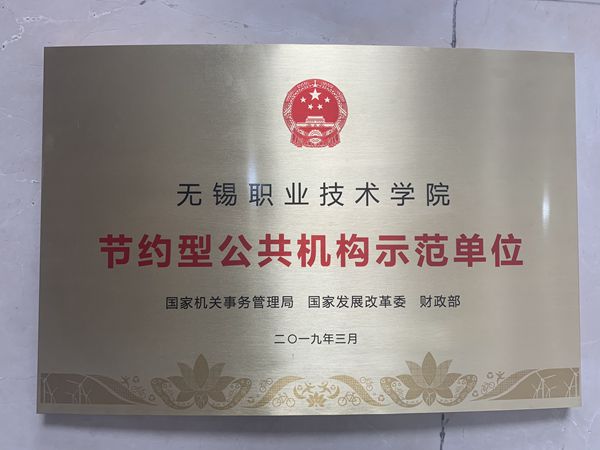 无锡职业技术学院
节约型公共机构示范单位
国家机关事务管理局 国家发展改革委 财政部
二〇一九年三月